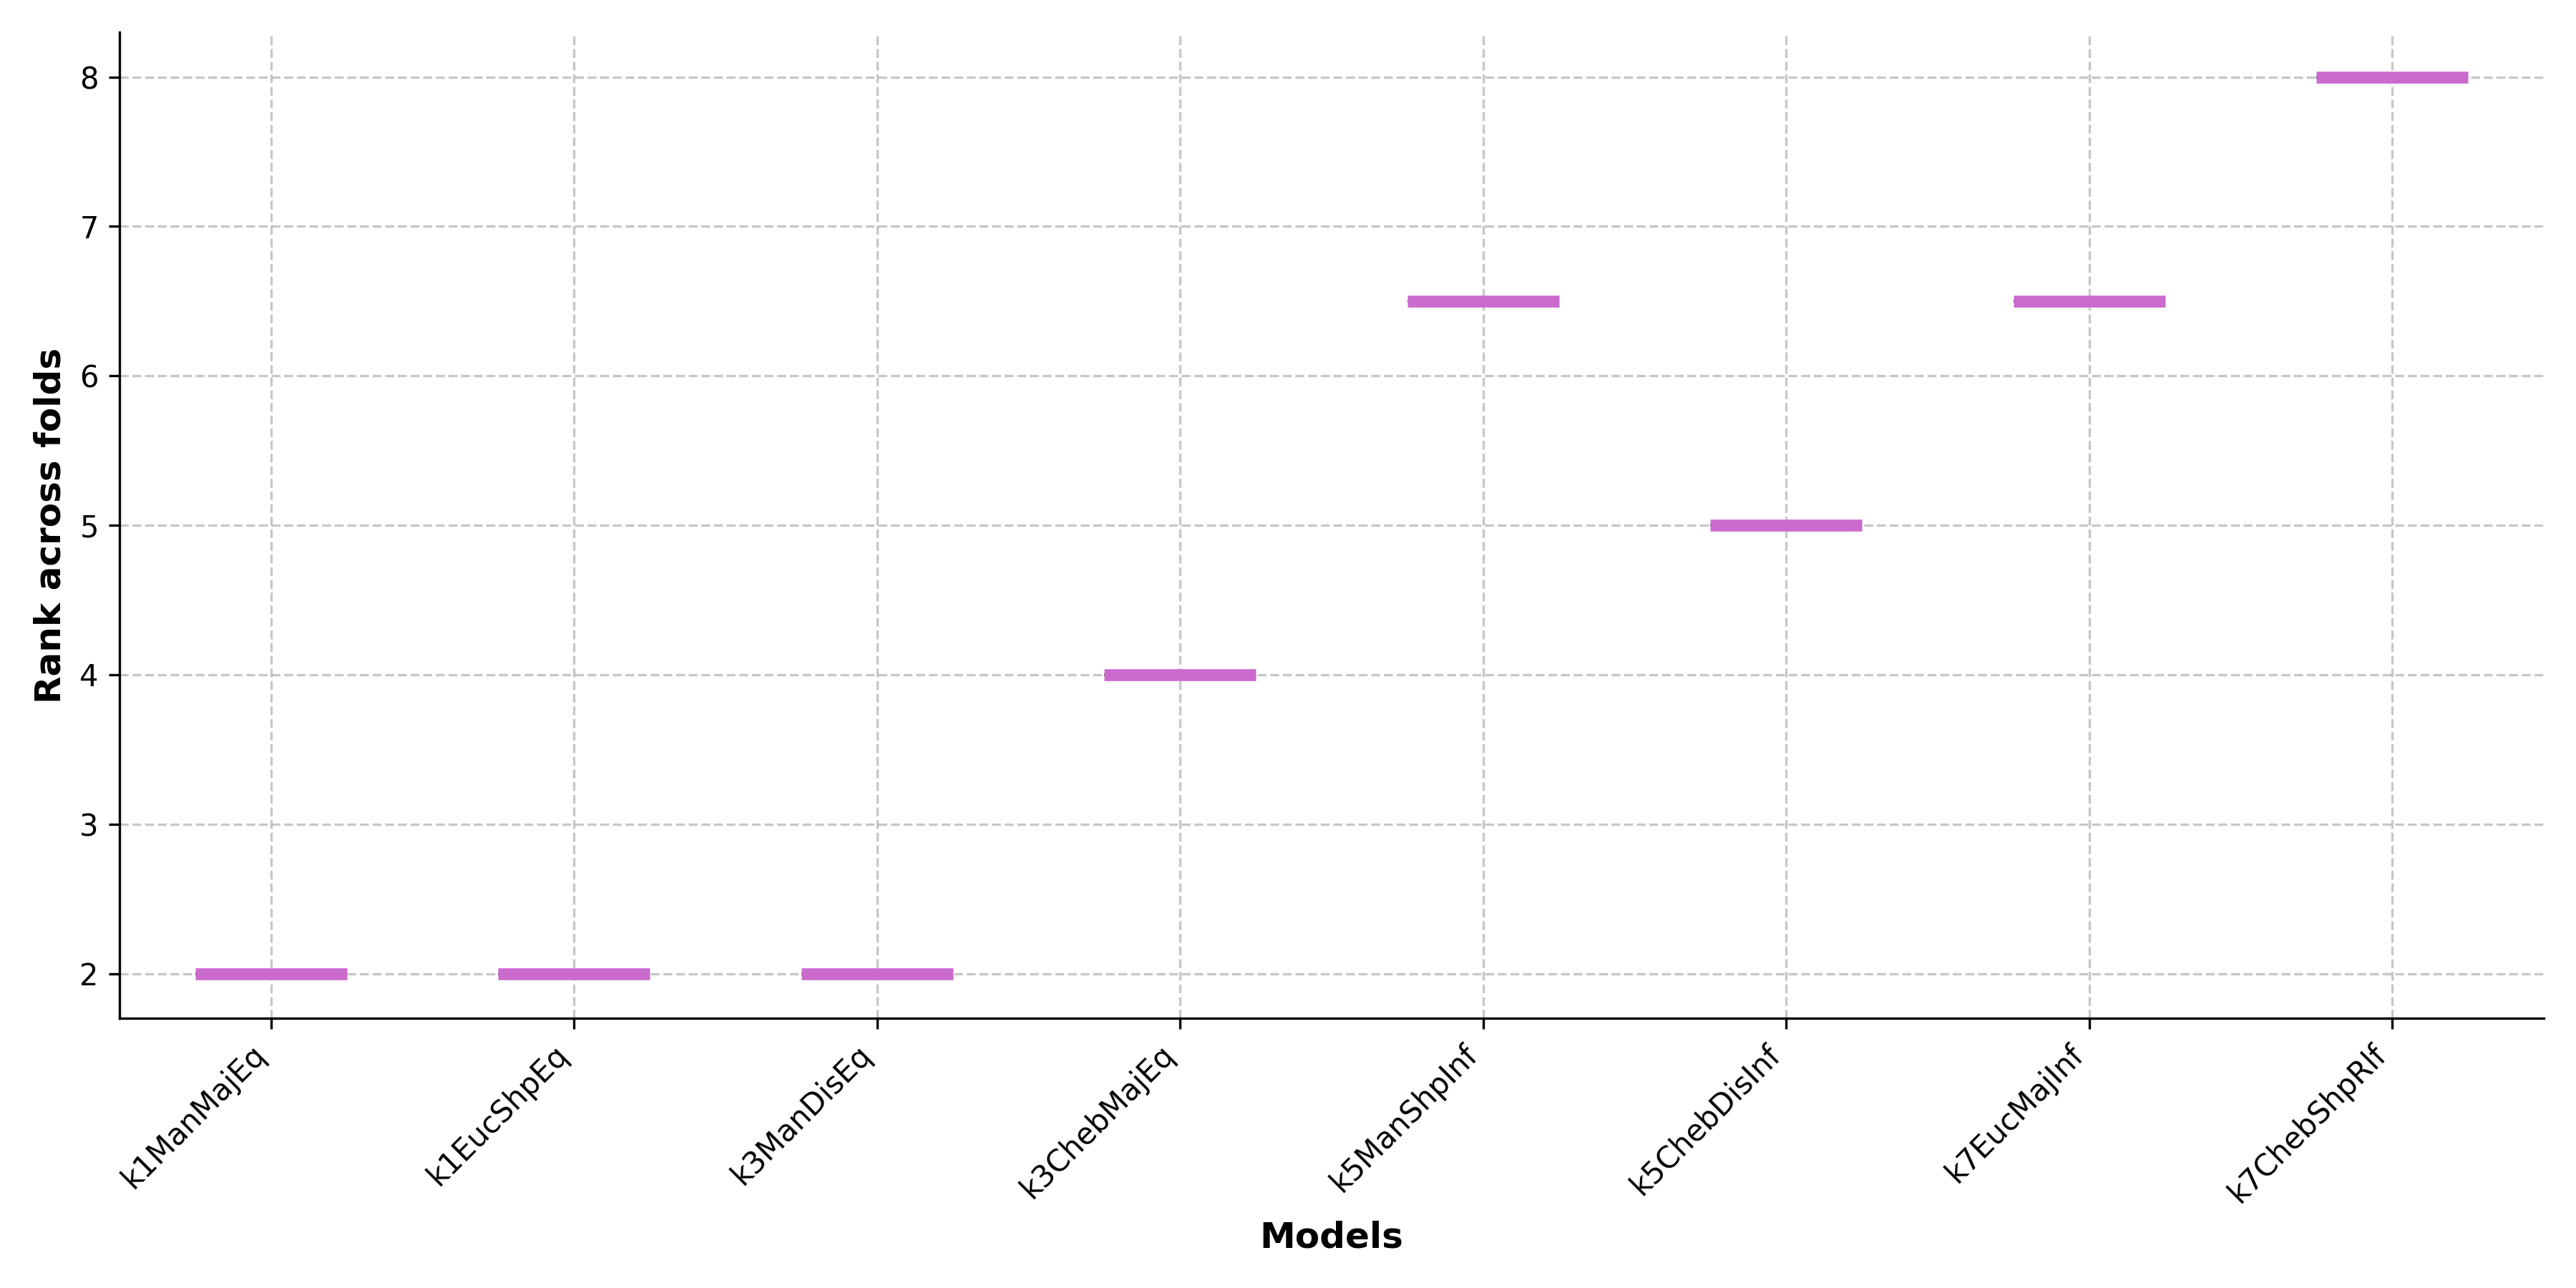 8
7
6
5
4
3
2
Rank across folds
k1ManMajEq
k1EucShpEq
k3ManDisEq
k3ChebMajEq
k5ManShpInf
k5ChebDisInf
k7EucMajInf
k7ChebShpRlf
Models